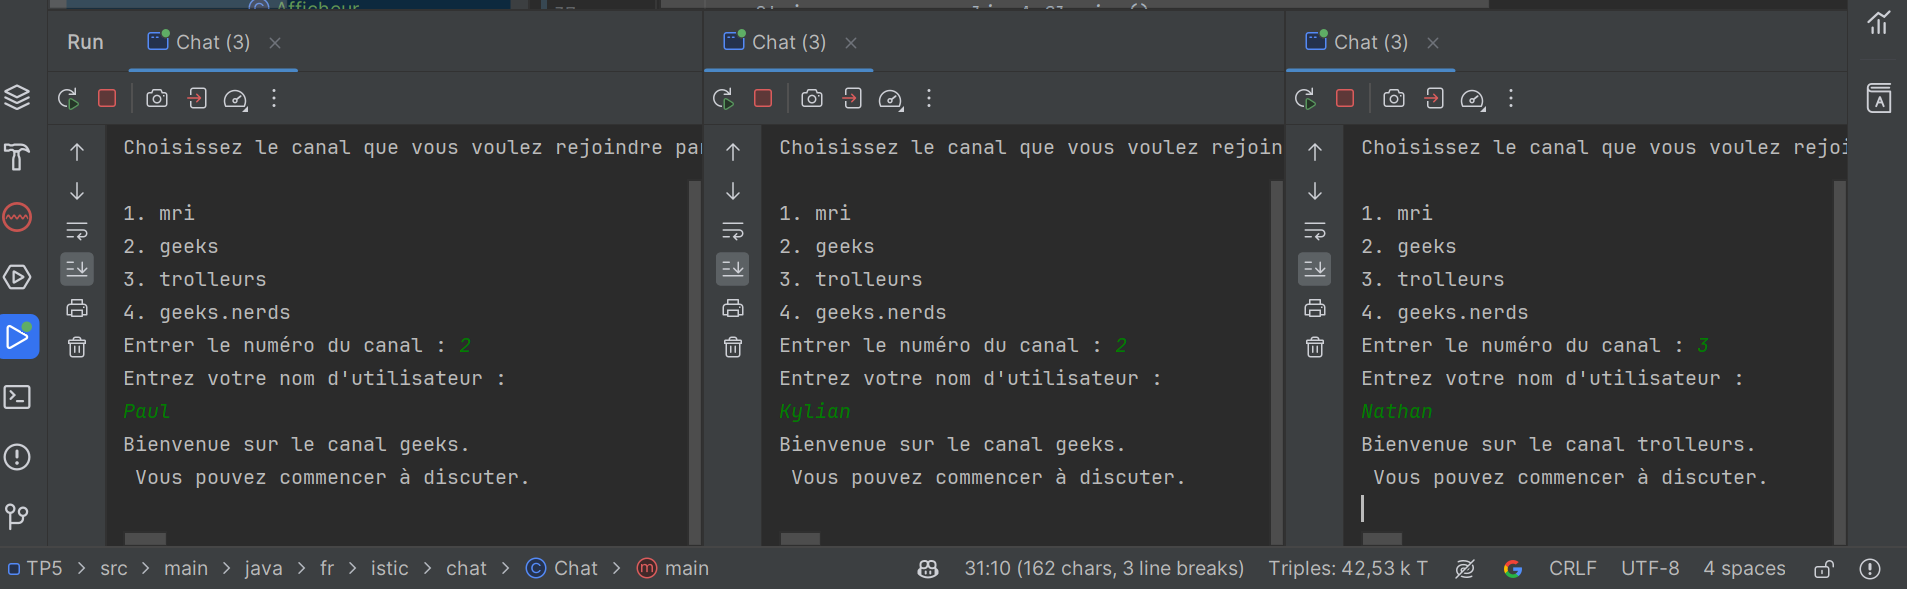 Afficheur
Run
Chat (3)
Chat (3)
Chat (3)
Choisissez le canal que vous voulez rejoindre
1. mri
2. geeks
3. trolleurs
4. geeks.nerds
Entrer le numéro du canal : 2
Entrez votre nom d'utilisateur :
Paul
Bienvenue sur le canal geeks.
Vous pouvez commencer à discuter.
Choisissez le canal que vous voulez rejoin
1. mri
2. geeks
3. trolleurs
4. geeks.nerds
Entrer le numéro du canal : 2
Entrez votre nom d'utilisateur :
Kylian
Bienvenue sur le canal geeks.
Vous pouvez commencer à discuter.
Choisissez le canal que vous voulez rejoi
1. mri
2. geeks
3. trolleurs
4. geeks.nerds
Entrer le numéro du canal : 3
Entrez votre nom d'utilisateur :
Nathan
Bienvenue sur le canal trolleurs.
Vous pouvez commencer à discuter.
TP5 > src > main > java > fr > istic > chat > Chat > main
31:10 (162 chars, 3 line breaks) Triples: 42,53 k T CRLF UTF-8 4 spaces